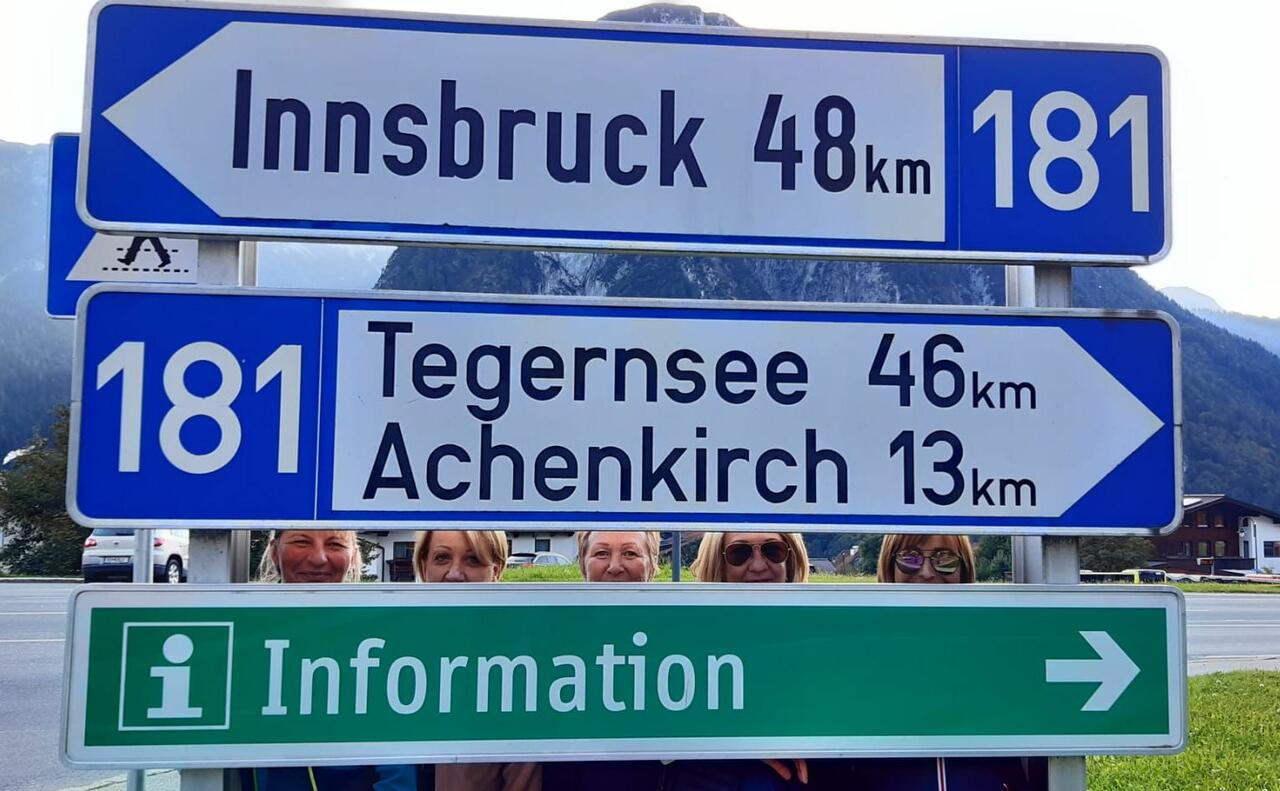 Innsbruck 48km 181
181 Tegernsee 46km
Achenkirch 13km
i Information